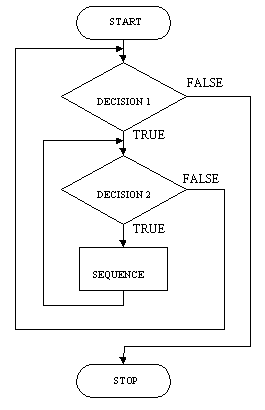 START
FALSE
DECISION 1
TRUE
FALSE
DECISION 2
TRUE
SEQUENCE
STOP